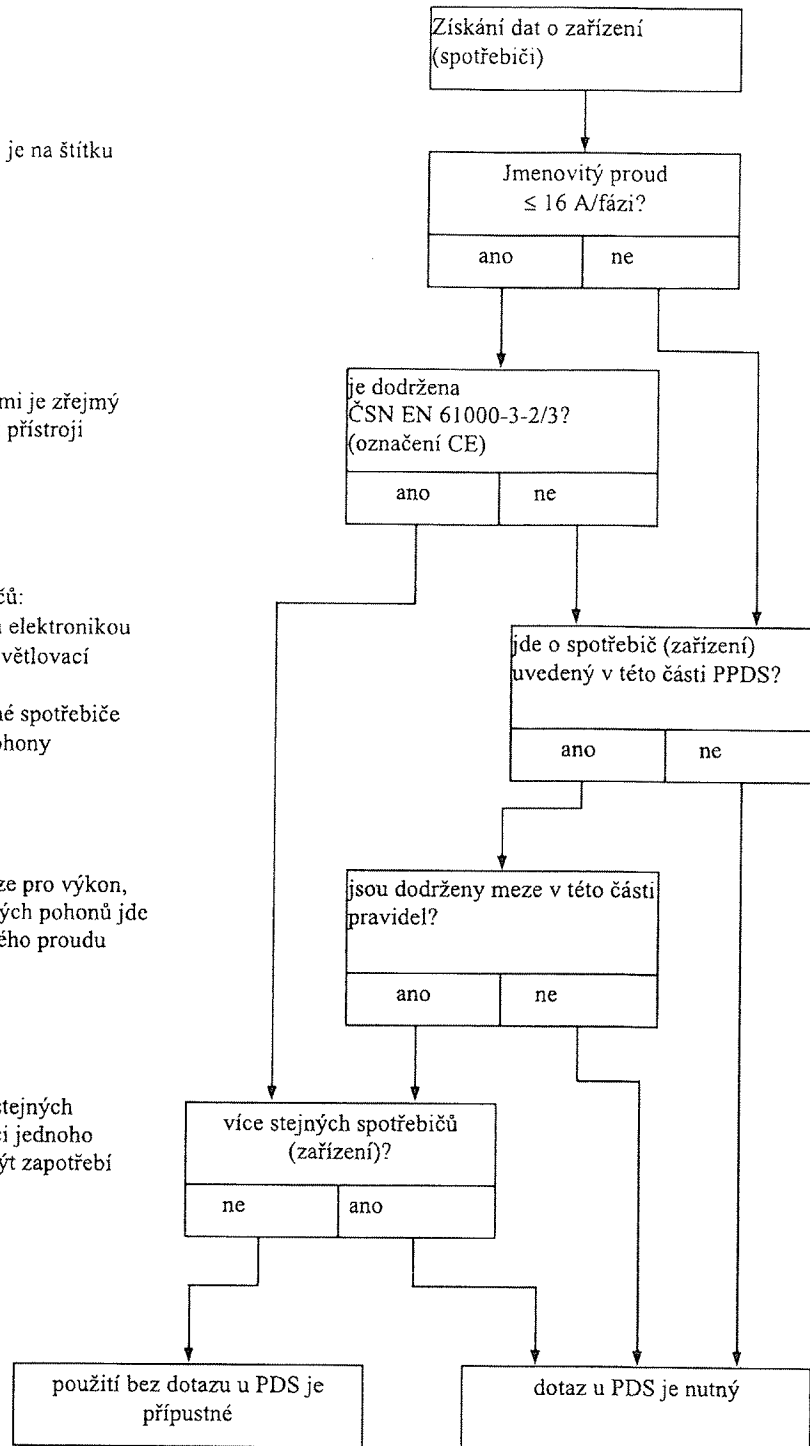 Získání dat o zařízení
(spotřebiči)
je na štítku
Jmenovitý proud
≤ 16 A/fázi?
ano
ne
mi je zřejmý
přístroji
je dodržena
ČSN EN 61000-3-2/3?
(označení CE)
ano
ne
čů:
elektronikou
větlovací
né spotřebiče
ohony
jde o spotřebič (zařízení)
uvedený v této části PPDS?
ano
ne
ze pro výkon,
ých pohonů jde
ého proudu
jsou dodrženy meze v této části
pravidel?
ano
ne
stejných
ci jednoho
ýt zapotřebí
více stejných spotřebičů
(zařízení)?
ne
ano
použití bez dotazu u PDS je
přípustné
dotaz u PDS je nutný